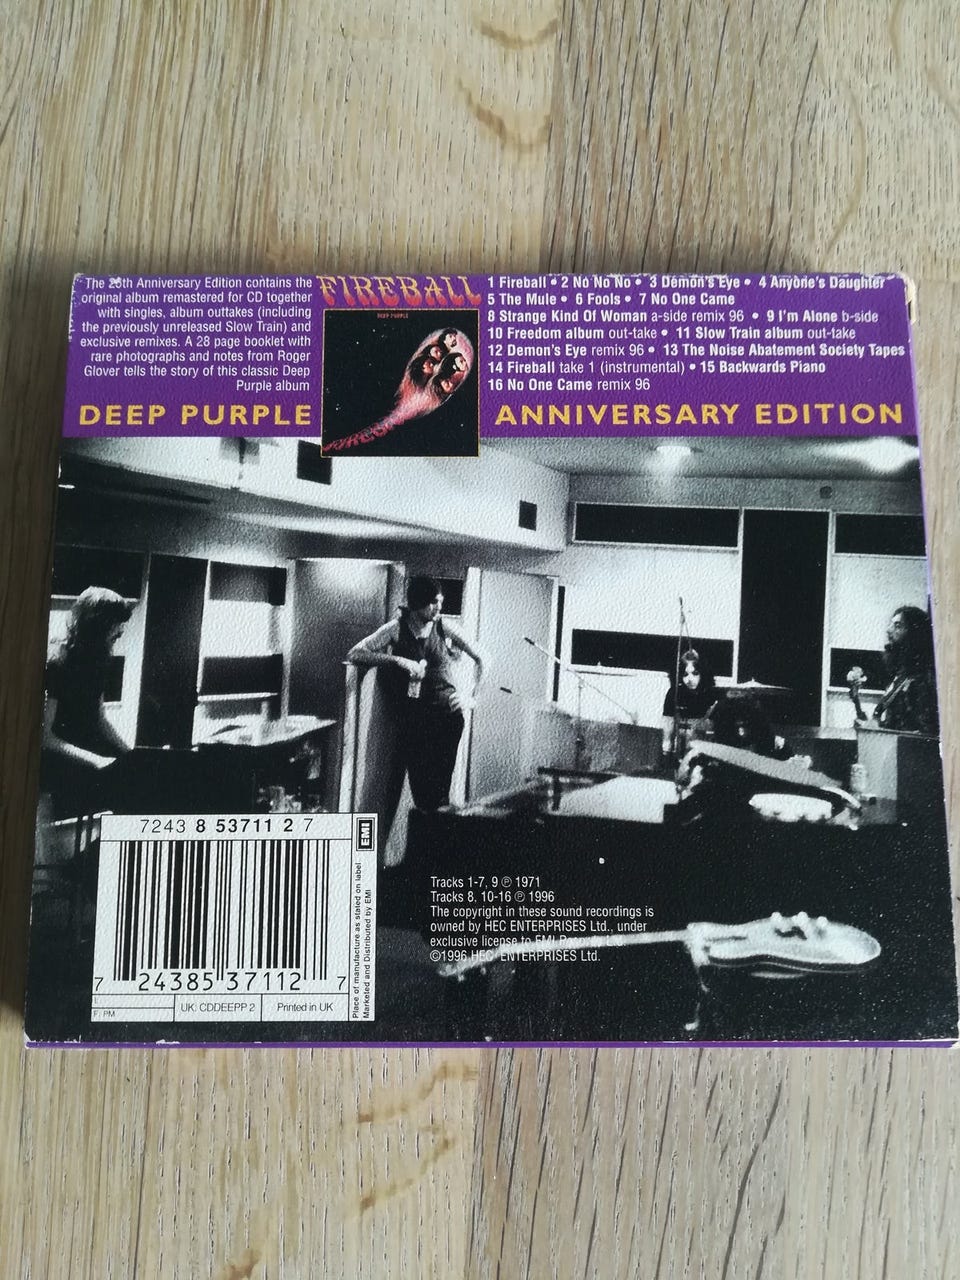 The 25th Anniversary Edition contains the
original album remastered for CD together
with singles, album outtakes (including
the previously unreleased Slow Train) and
exclusive remixes. A 28 page booklet with
rare photographs and notes from Roger
Glover tells the story of this classic Deep
Purple album
DEEP PURPLE
FIREBALL
DEEP PURPLE
1 Fireball • 2 No No No • 3 Demon's Eye • 4 Anyone's Daughter
5 The Mule • 6 Fools • 7 No One Came
8 Strange Kind Of Woman a-side remix 96 • 9 I'm Alone b-side
10 Freedom album out-take • 11 Slow Train album out-take
12 Demon's Eye remix 96 • 13 The Noise Abatement Society Tapes
14 Fireball take 1 (instrumental) • 15 Backwards Piano
16 No One Came remix 96
ANNIVERSARY EDITION
7243 8 53711 2 7
EMI
7 24385 37112 7
F: PM
UK: CDDEEPP 2
Printed in UK
Place of manufacture as stated on label
Marketed and Distributed by EMI
Tracks 1-7, 9 ℗ 1971
Tracks 8, 10-16 ℗ 1996
The copyright in these sound recordings is
owned by HEC ENTERPRISES Ltd., under
exclusive license to EMI Records Ltd.
©1996 HEC ENTERPRISES Ltd.